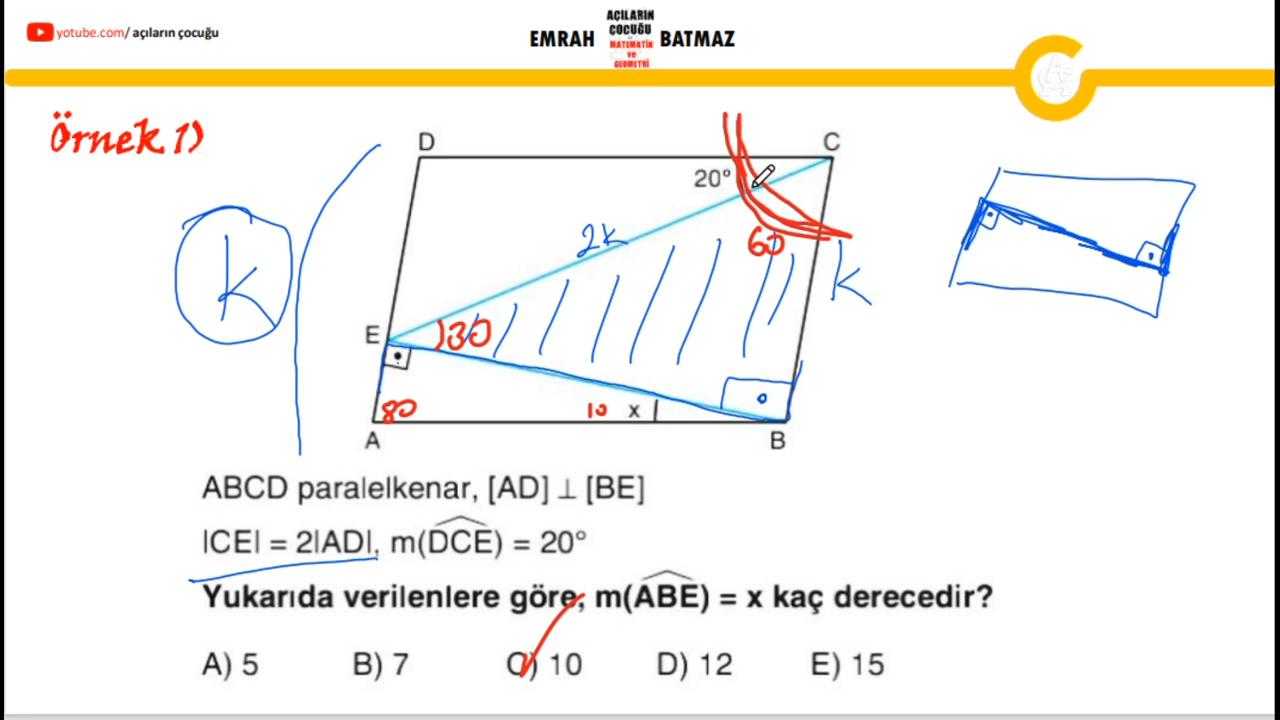 yotube.com/ açıların çocuğu
EMRAH
AÇILARIN
ÇOCUĞU
MATEMATİK
ve
GEOMETRİ
BATMAZ
Örnek 1)
D
C
20°
60
2k
k
k
E
30
80
10
x
A
B
ABCD paralelkenar, [AD] ⊥ [BE]
|CE| = 2|AD|, m(DCE) = 20°
Yukarıda verilenlere göre, m(ABE) = x kaç derecedir?
A) 5 B) 7 C) 10 D) 12 E) 15